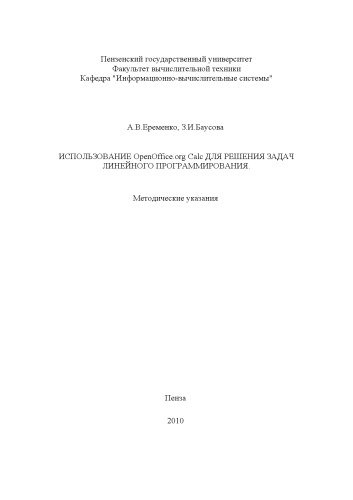 Пензенский государственный университет
Факультет вычислительной техники
Кафедра "Информационно-вычислительные системы"
А.В.Еременко, З.И.Баусова
ИСПОЛЬЗОВАНИЕ OpenOffice.org Calc ДЛЯ РЕШЕНИЯ ЗАДАЧ
ЛИНЕЙНОГО ПРОГРАММИРОВАНИЯ.
Методические указания
Пенза
2010